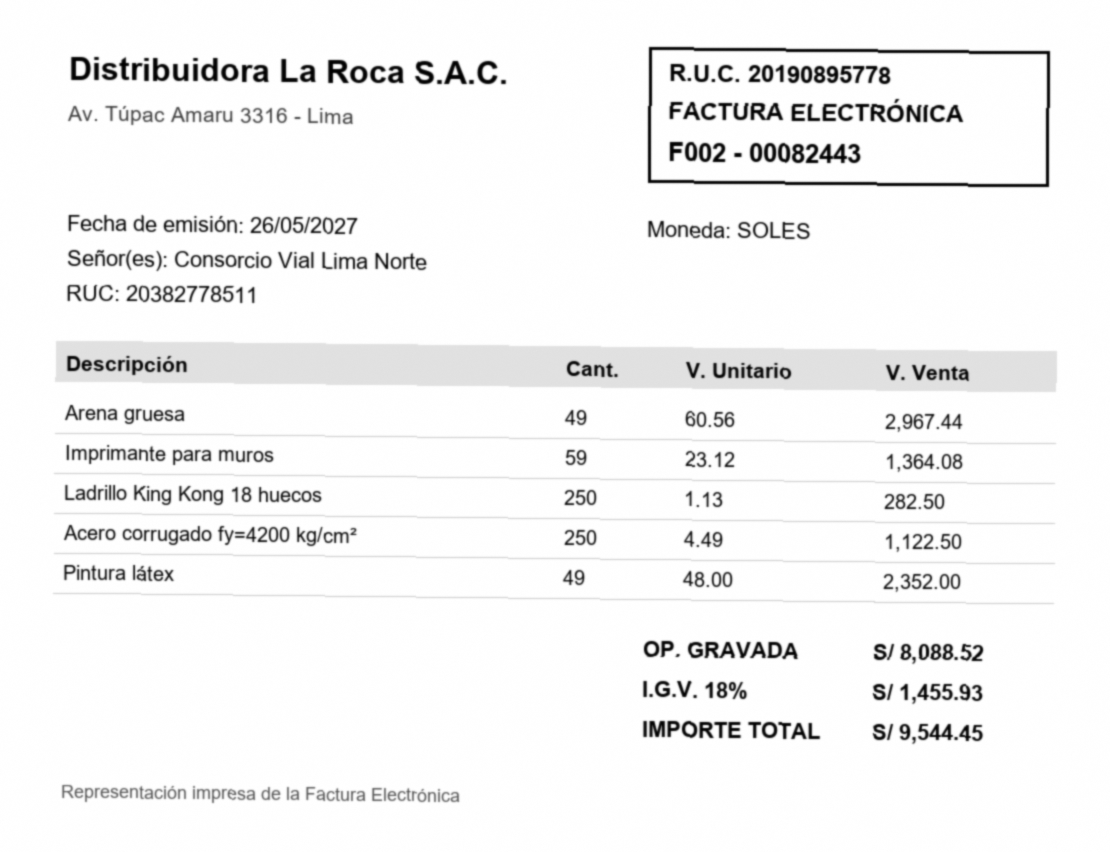 Distribuidora La Roca S.A.C.
Av. Túpac Amaru 3316 - Lima
R.U.C. 20190895778
FACTURA ELECTRÓNICA
F002 - 00082443
Fecha de emisión: 26/05/2027
Señor(es): Consorcio Vial Lima Norte
RUC: 20382778511
Moneda: SOLES
Descripción Cant. V. Unitario V. Venta
Arena gruesa 49 60.56 2,967.44
Imprimante para muros 59 23.12 1,364.08
Ladrillo King Kong 18 huecos 250 1.13 282.50
Acero corrugado fy=4200 kg/cm² 250 4.49 1,122.50
Pintura látex 49 48.00 2,352.00
OP. GRAVADA S/ 8,088.52
I.G.V. 18% S/ 1,455.93
IMPORTE TOTAL S/ 9,544.45
Representación impresa de la Factura Electrónica